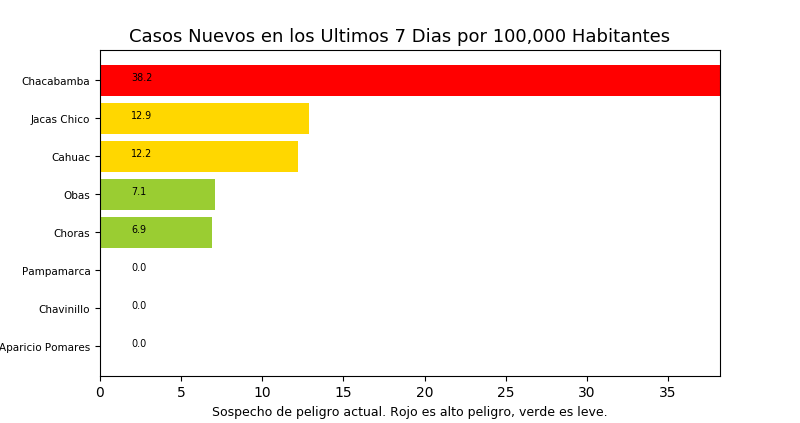 Casos Nuevos en los Ultimos 7 Dias por 100,000 Habitantes
Chacabamba 38.2
Jacas Chico 12.9
Cahuac 12.2
Obas 7.1
Choras 6.9
Pampamarca 0.0
Chavinillo 0.0
Aparicio Pomares 0.0
0 5 10 15 20 25 30 35
Sospecho de peligro actual. Rojo es alto peligro, verde es leve.